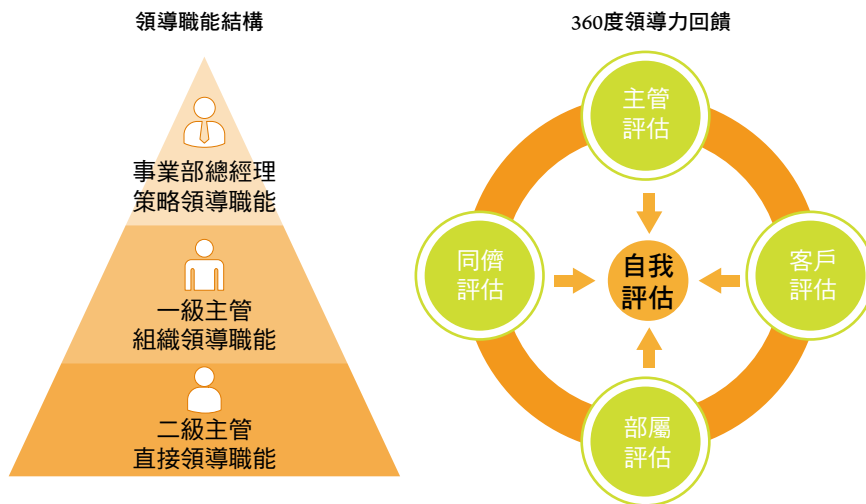 領導職能結構
事業部總經理
策略領導職能
一級主管
組織領導職能
二級主管
直接領導職能
360度領導力回饋
主管
評估
同儕
評估
自我
評估
客戶
評估
部屬
評估